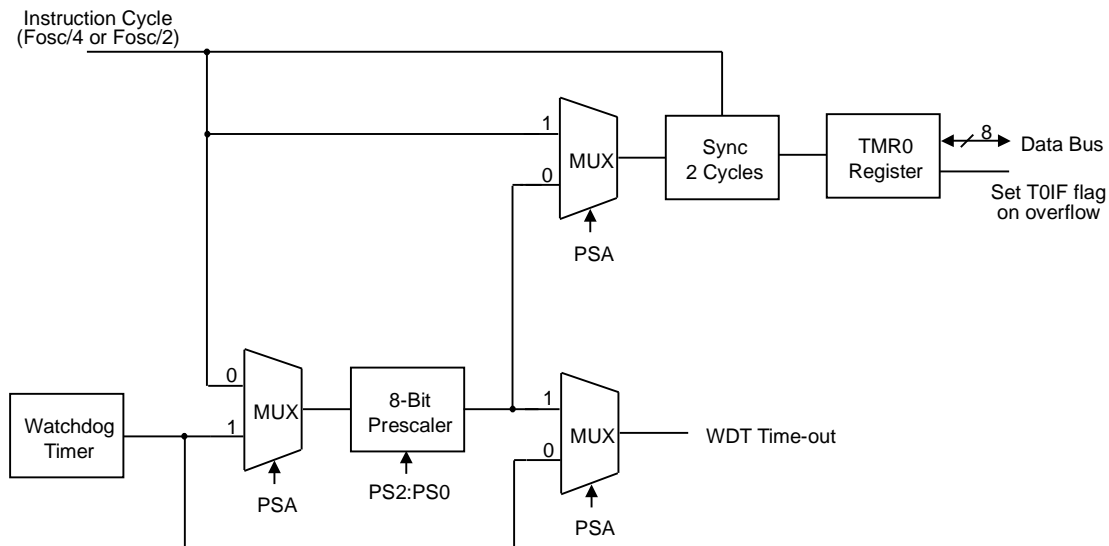 Instruction Cycle
(Fosc/4 or Fosc/2)
1
MUX
0
PSA
Sync
2 Cycles
TMR0
Register
8
Data Bus
Set T0IF flag
on overflow
Watchdog
Timer
0
MUX
1
PSA
8-Bit
Prescaler
PS2:PS0
1
MUX
0
PSA
WDT Time-out